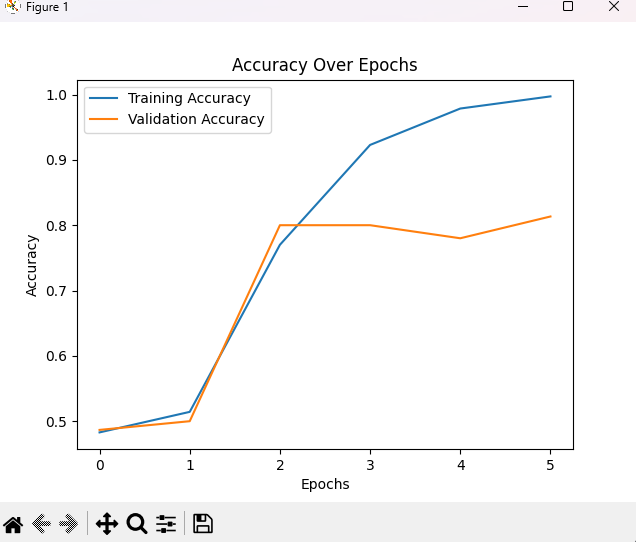 Figure 1
Accuracy Over Epochs
Training Accuracy
Validation Accuracy
1.0
0.9
0.8
0.7
0.6
0.5
Accuracy
0 1 2 3 4 5
Epochs